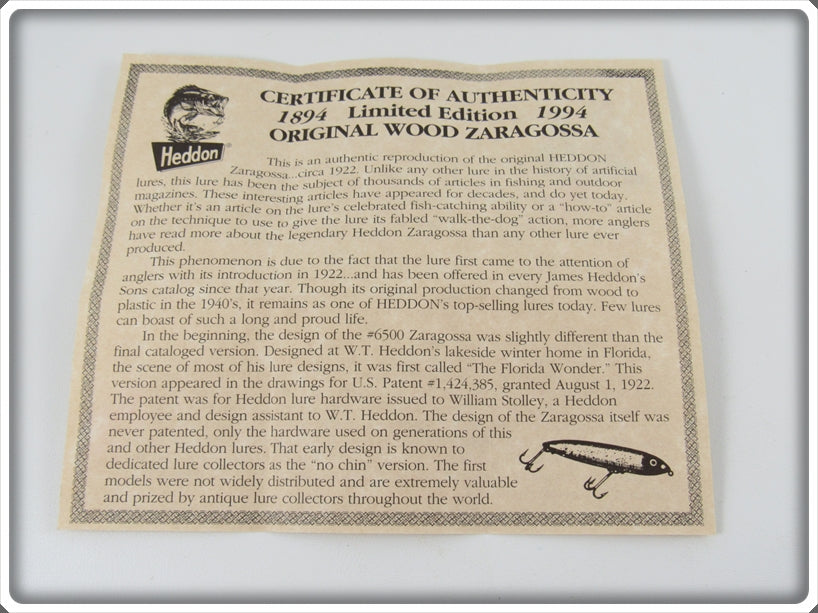 CERTIFICATE OF AUTHENTICITY
1894 Limited Edition 1994
ORIGINAL WOOD ZARAGOSSA
Heddon®
This is an authentic reproduction of the original HEDDON
Zaragossa...circa 1922. Unlike any other lure in the history of artificial
lures, this lure has been the subject of thousands of articles in fishing and outdoor
magazines. These interesting articles have appeared for decades, and do yet today.
Whether it's an article on the lure's celebrated fish-catching ability or a "how-to" article
on the technique to use to give the lure its fabled "walk-the-dog" action, more anglers
have read more about the legendary Heddon Zaragossa than any other lure ever
produced.
This phenomenon is due to the fact that the lure first came to the attention of
anglers with its introduction in 1922...and has been offered in every James Heddon's
Sons catalog since that year. Though its original production changed from wood to
plastic in the 1940's, it remains as one of HEDDON's top-selling lures today. Few lures
can boast of such a long and proud life.
In the beginning, the design of the #6500 Zaragossa was slightly different than the
final cataloged version. Designed at W.T. Heddon's lakeside winter home in Florida,
the scene of most of his lure designs, it was first called "The Florida Wonder." This
version appeared in the drawings for U.S. Patent #1,424,385, granted August 1, 1922.
The patent was for Heddon lure hardware issued to William Stolley, a Heddon
employee and design assistant to W.T. Heddon. The design of the Zaragossa itself was
never patented, only the hardware used on generations of this
and other Heddon lures. That early design is known to
dedicated lure collectors as the "no chin" version. The first
models were not widely distributed and are extremely valuable
and prized by antique lure collectors throughout the world.